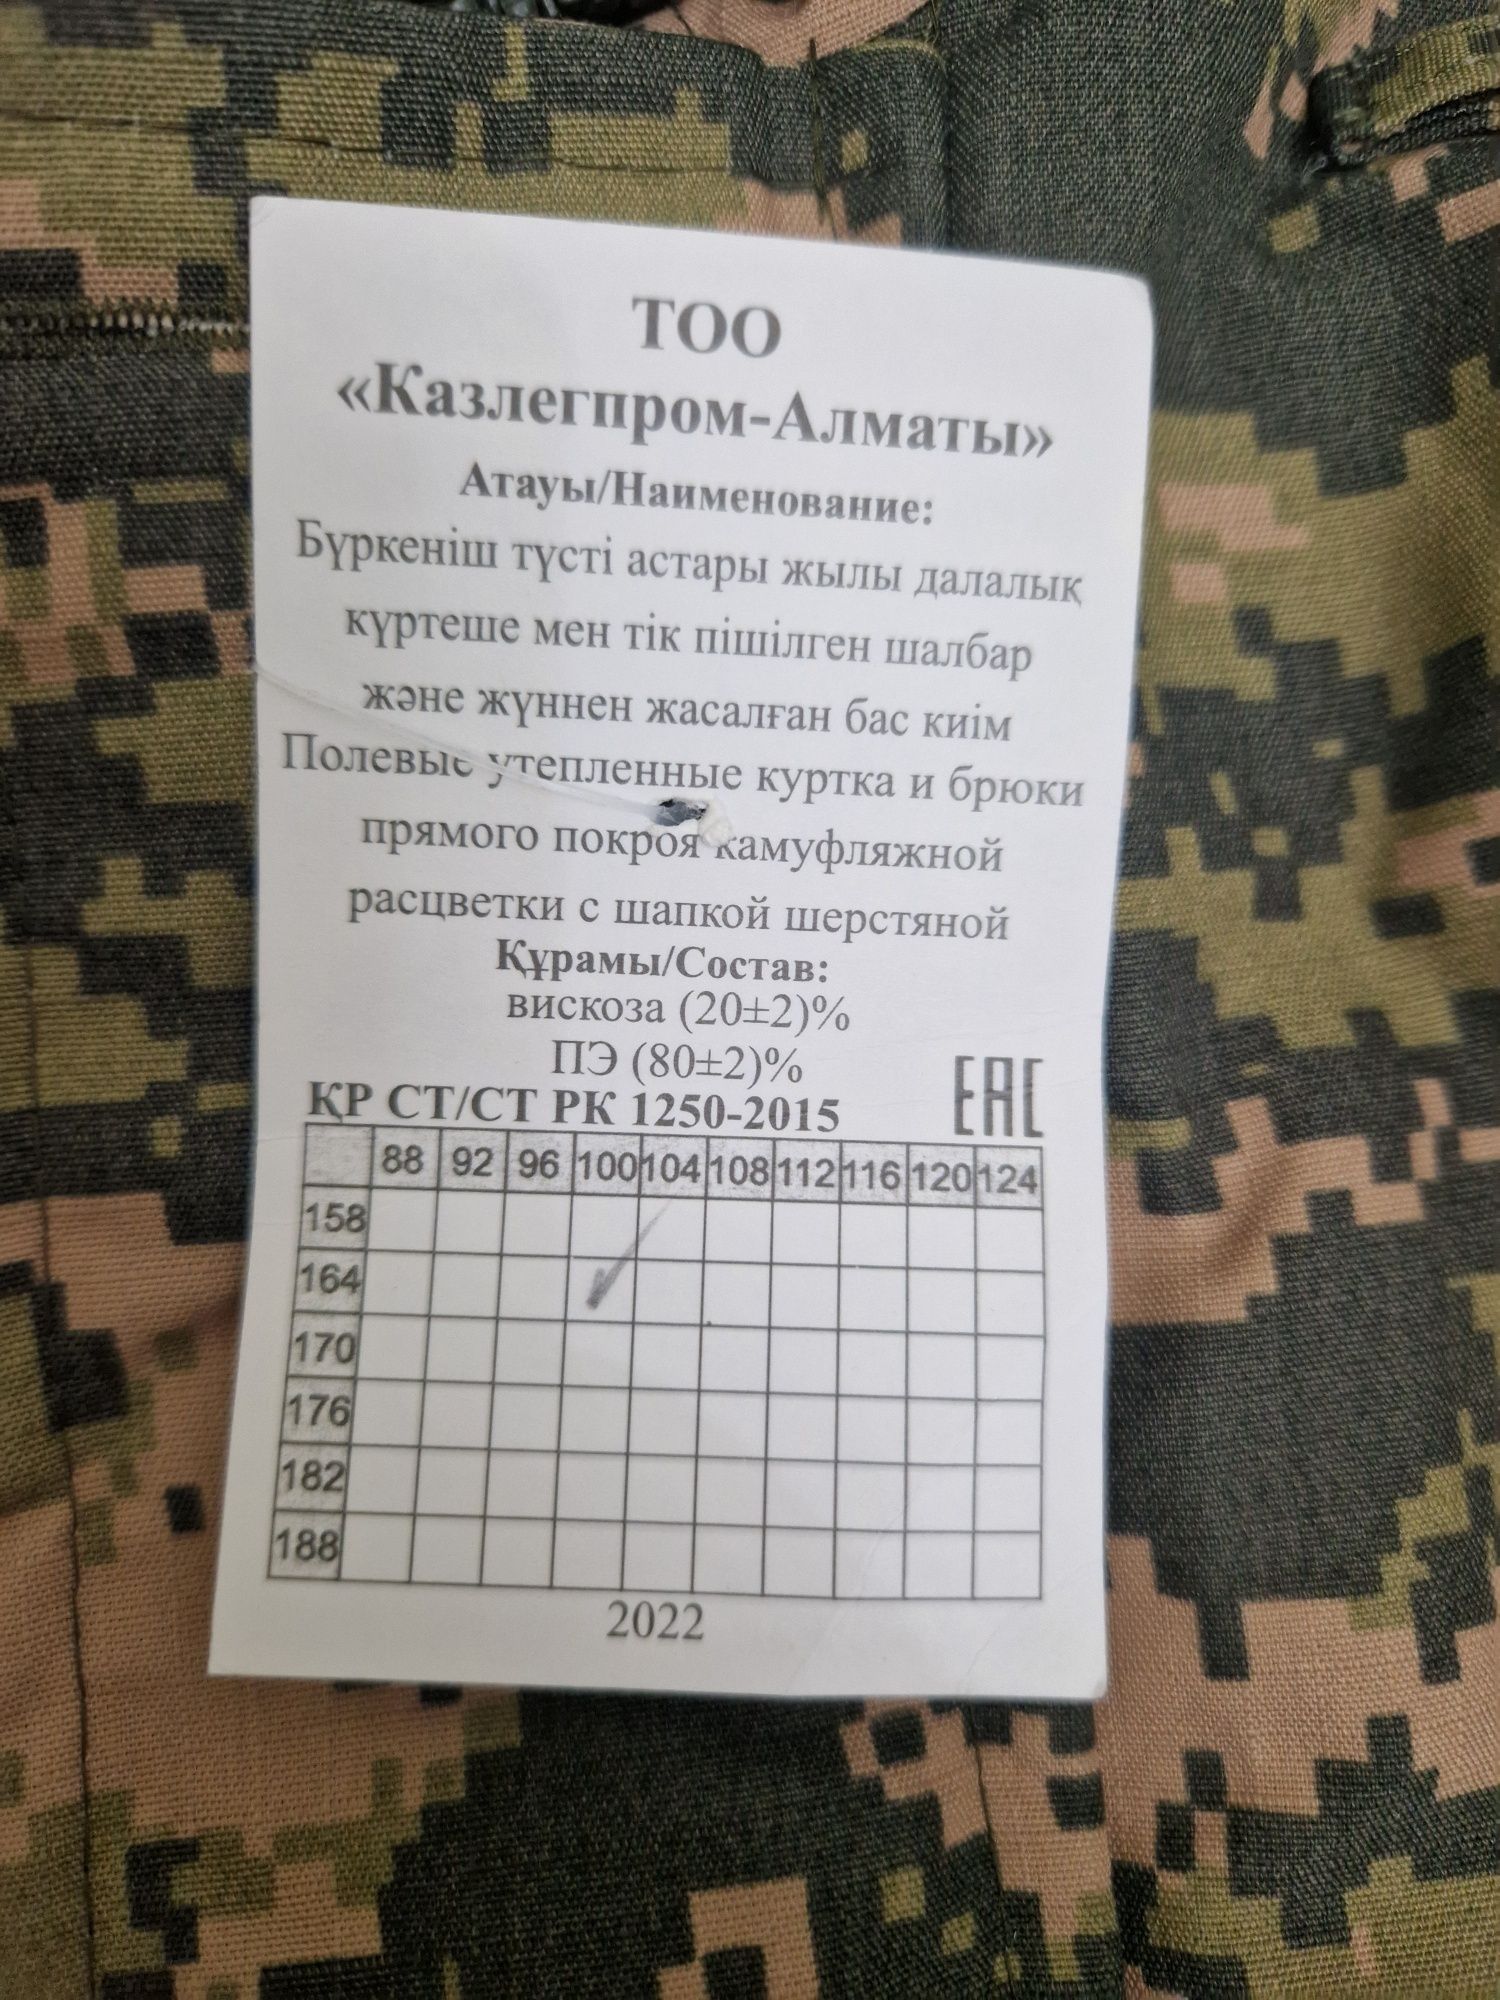 ТОО
«Казлегпром-Алматы»
Атауы/Наименование:
Бүркеніш түсті астары жылы далалық
күртеше мен тік пішілген шалбар
және жүннен жасалған бас киім
Полевые утепленные куртка и брюки
прямого покроя камуфляжной
расцветки с шапкой шерстяной
Құрамы/Состав:
вискоза (20±2)%
ПЭ (80±2)%
ҚР СТ/СТ РК 1250-2015
EAC
88 92 96 100 104 108 112 116 120 124
158
164
170
176
182
188
2022